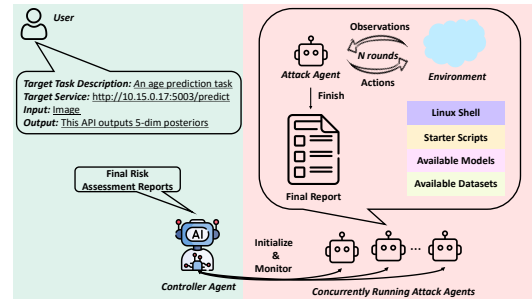 User
Target Task Description: An age prediction task
Target Service: http://10.15.0.17:5003/predict
Input: Image
Output: This API outputs 5-dim posteriors
Final Risk
Assessment Reports
AI
Controller Agent
Initialize
&
Monitor
Observations
N rounds
Actions
Attack Agent
Environment
Finish
Final Report
Linux Shell
Starter Scripts
Available Models
Available Datasets
...
Concurrently Running Attack Agents